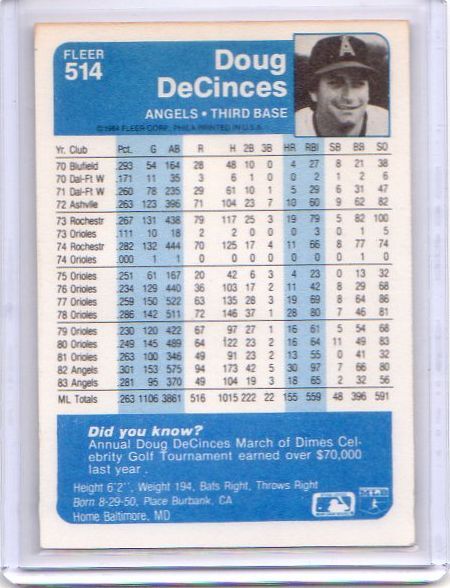 FLEER
514
Doug
DeCinces
ANGELS • THIRD BASE
©1984 FLEER CORP. PHILA PRINTED IN U.S.A.
Yr. Club Pct. G AB R H 2B 3B HR RBI SB BB SO
70 Blufield .293 54 164 28 48 10 0 4 27 8 21 38
70 Dal-Ft W .171 11 35 3 6 1 0 0 2 1 2 6
71 Dal-Ft W .260 78 235 29 61 10 1 5 29 6 31 47
72 Ashvlle .263 123 396 71 104 23 7 10 60 9 62 82
73 Rochestr .267 131 438 79 117 25 3 19 79 5 82 100
73 Orioles .111 10 18 2 2 0 0 0 3 0 1 5
74 Rochestr .282 132 444 70 125 17 4 11 66 8 77 74
74 Orioles .000 1 1 0 0 0 0 0 0 0 1 0
75 Orioles .251 61 167 20 42 6 3 4 23 0 13 32
76 Orioles .234 129 440 36 103 17 2 11 42 8 29 68
77 Orioles .259 150 522 63 135 28 3 19 69 8 64 86
78 Orioles .286 142 511 72 146 37 1 28 80 7 46 81
79 Orioles .230 120 422 67 97 27 1 16 61 5 54 68
80 Orioles .249 145 489 64 122 23 2 16 64 11 49 83
81 Orioles .263 100 346 49 91 23 2 13 55 0 41 32
82 Angels .301 153 575 94 173 42 5 30 97 7 66 80
83 Angels .281 95 370 49 104 19 3 18 65 2 32 56
ML Totals .263 1106 3861 516 1015 222 22 155 559 48 396 591
Did you know?
Annual Doug DeCinces March of Dimes Cel-
ebrity Golf Tournament earned over $70,000
last year.
Height 6'2", Weight 194, Bats Right, Throws Right
Born 8-29-50, Place Burbank, CA
Home Baltimore, MD